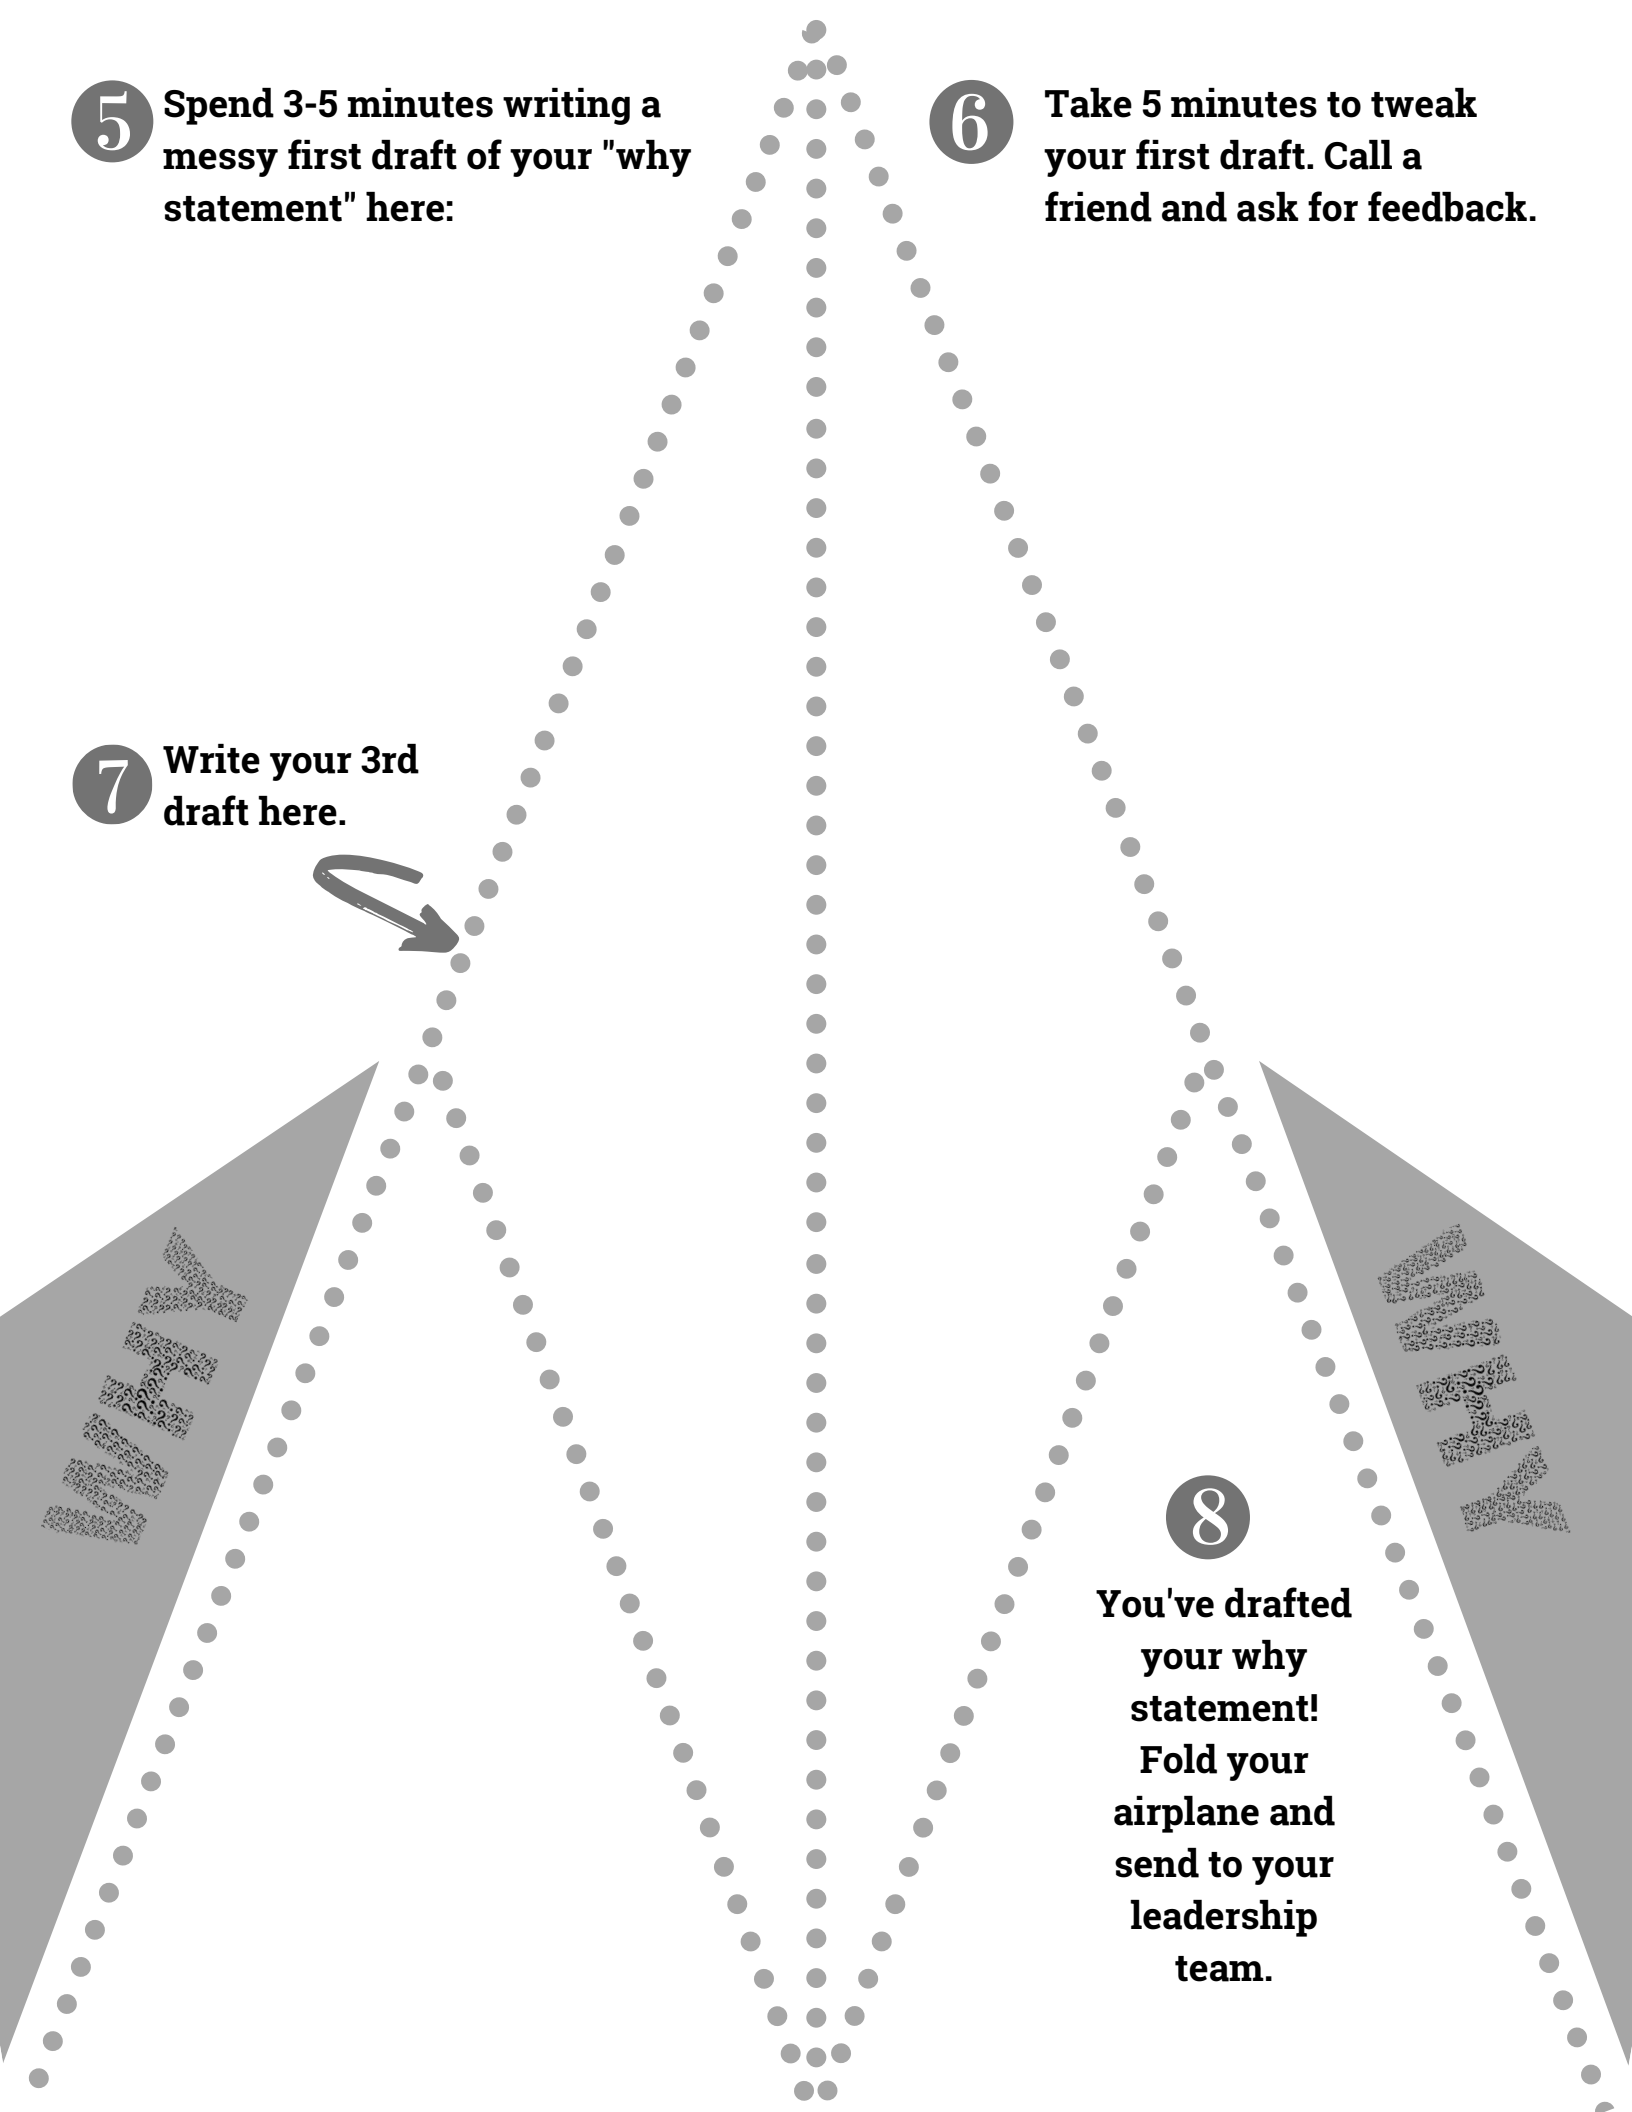 5
Spend 3-5 minutes writing a
messy first draft of your "why
statement" here:
6
Take 5 minutes to tweak
your first draft. Call a
friend and ask for feedback.
7
Write your 3rd
draft here.
WHY
WHY
8
You've drafted
your why
statement!
Fold your
airplane and
send to your
leadership
team.